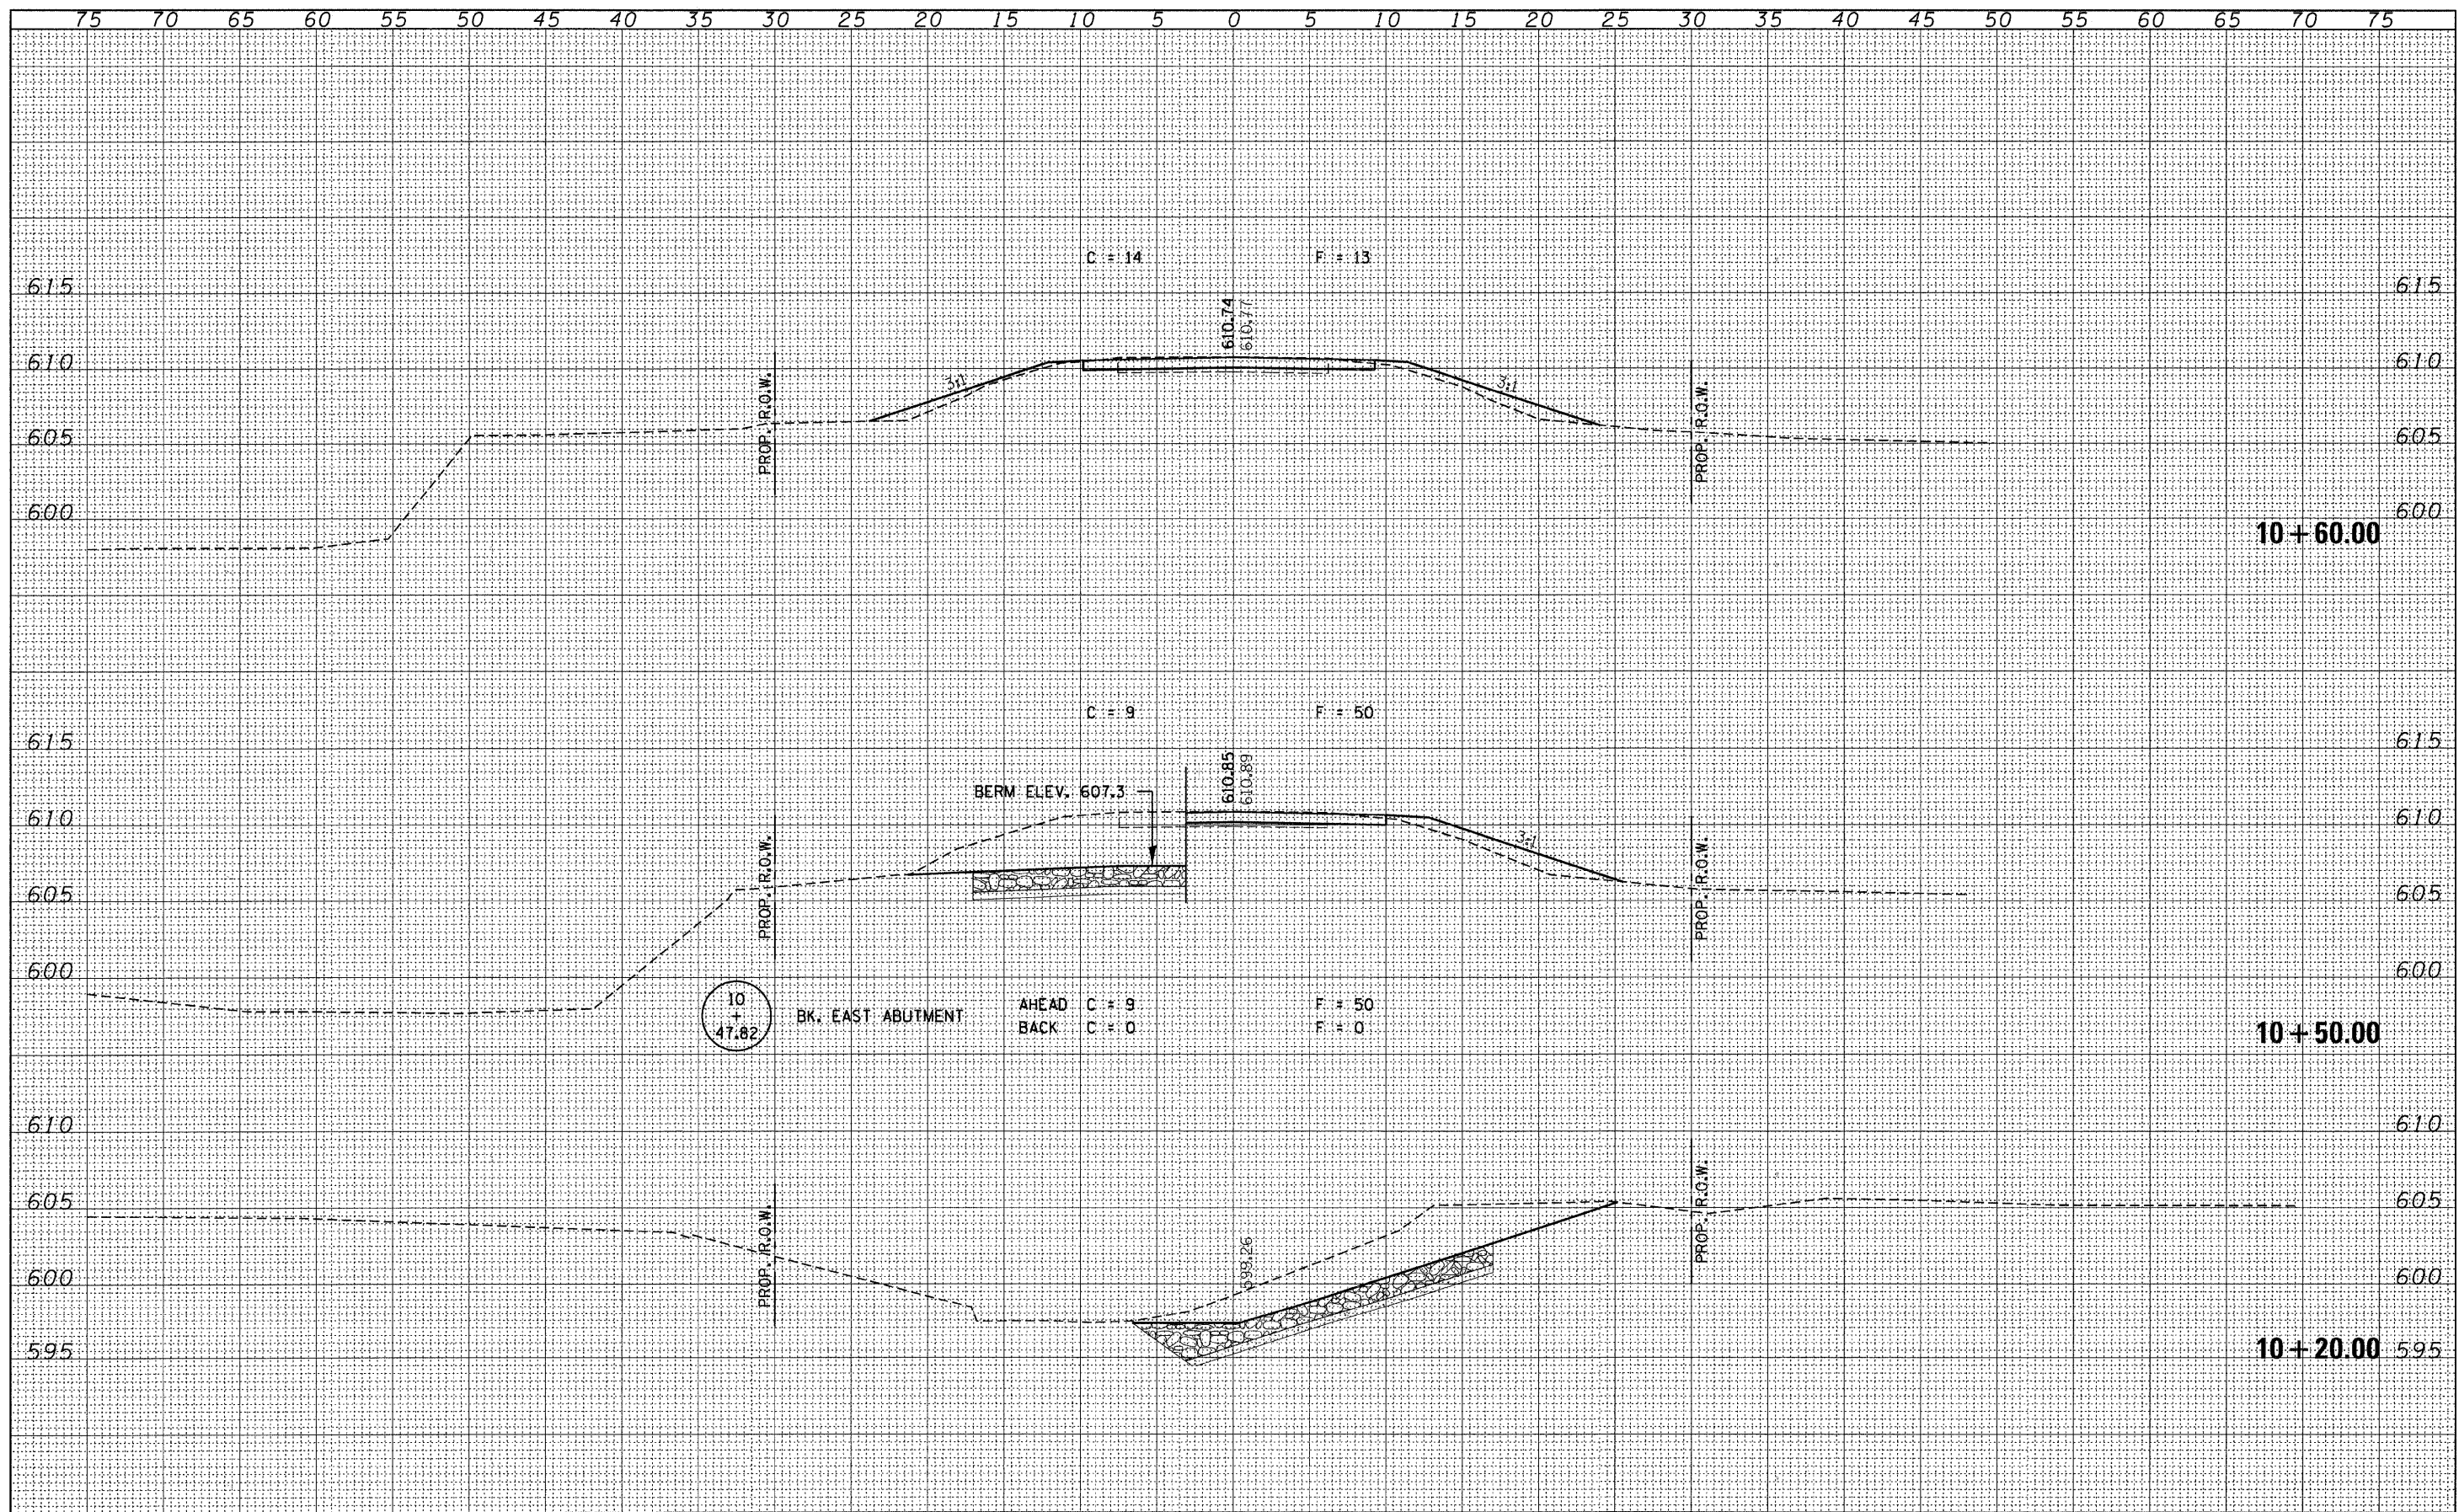 75 70 65 60 55 50 45 40 35 30 25 20 15 10 5 0 5 10 15 20 25 30 35 40 45 50 55 60 65 70 75
C = 14 F = 13
615 615
610.74
610.77
610 610
3:1 3:1
PROP. R.O.W. PROP. R.O.W.
605 605
600 600
10+60.00
C = 9 F = 50
615 615
610.85
610.89
BERM ELEV. 607.3
610 610
3:1
PROP. R.O.W. PROP. R.O.W.
605 605
600 600
10
+
47.82
BK. EAST ABUTMENT
AHEAD C = 9 F = 50
BACK C = 0 F = 0
10+50.00
610 610
PROP. R.O.W. PROP. R.O.W.
605 605
599.26
600 600
595 10+20.00 595